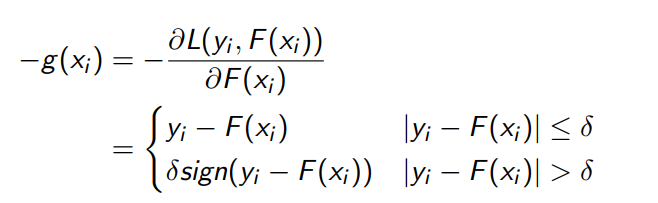 −g(xᵢ) = − ∂L(yᵢ, F(xᵢ)) / ∂F(xᵢ)
= { yᵢ − F(xᵢ) |yᵢ − F(xᵢ)| ≤ δ
δsign(yᵢ − F(xᵢ)) |yᵢ − F(xᵢ)| > δ